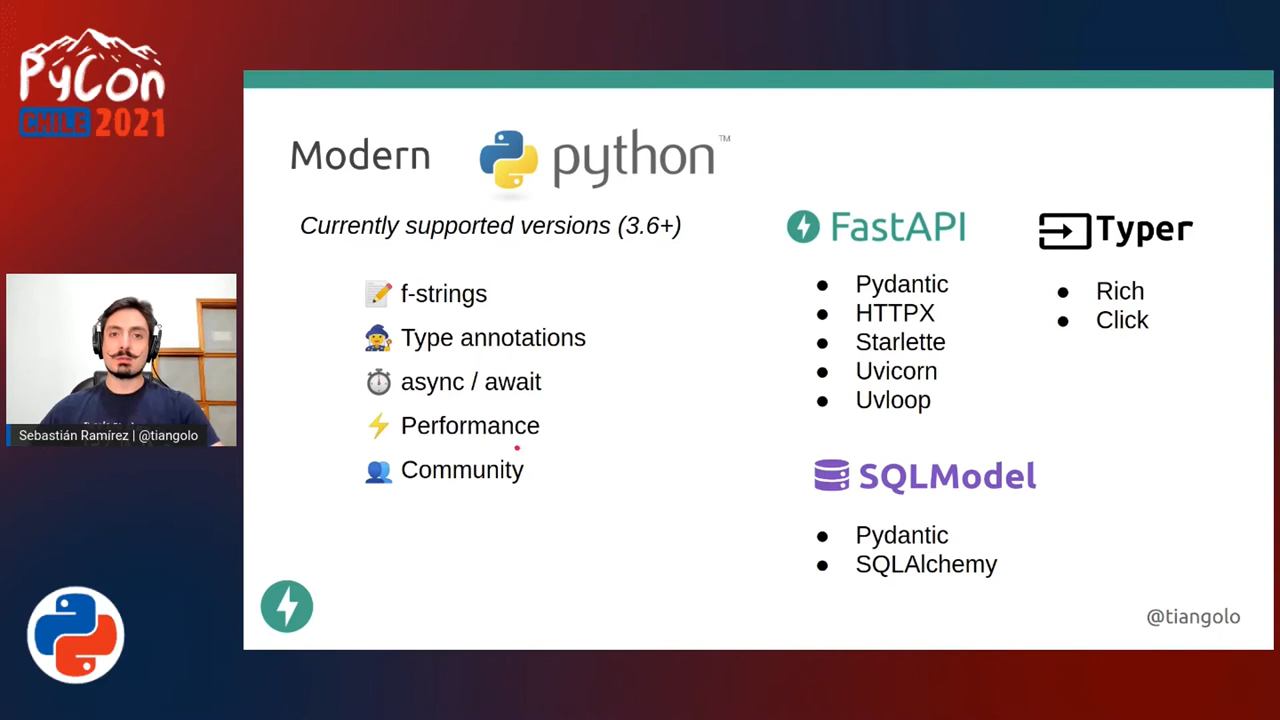 PyCon
CHILE 2021
Modern python™
Currently supported versions (3.6+)
f-strings
Type annotations
async / await
Performance
Community
FastAPI
Pydantic
HTTPX
Starlette
Uvicorn
Uvloop
Typer
Rich
Click
SQLModel
Pydantic
SQLAlchemy
@tiangolo
Sebastián Ramírez | @tiangolo